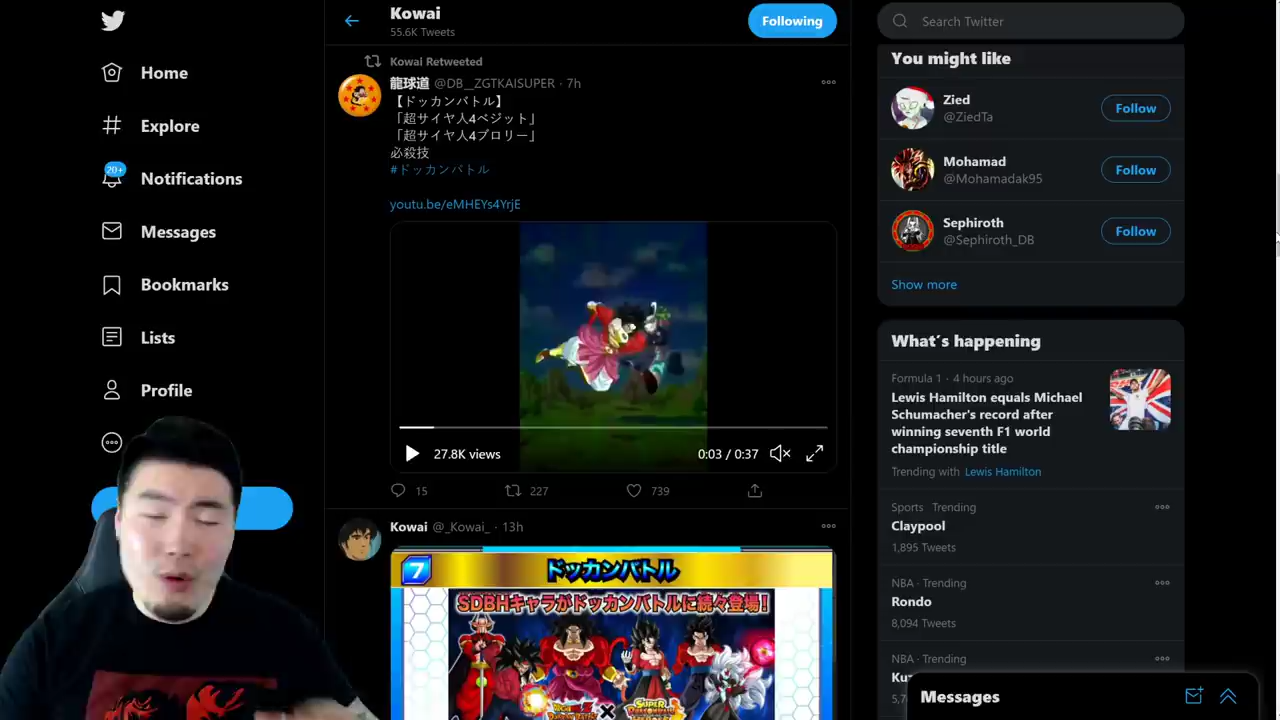 Home
Explore
20+
Notifications
Messages
Bookmarks
Lists
Profile
Kowai
55.6K Tweets
Following
Kowai Retweeted
龍球道 @DB__ZGTKAISUPER · 7h
【ドッカンバトル】
「超サイヤ人4ベジット」
「超サイヤ人4ブロリー」
必殺技
#ドッカンバトル
youtu.be/eMHEYs4YrjE
27.8K views
0:03 / 0:37
15
227
739
Kowai @_Kowai_ · 13h
7
ドッカンバトル
SDBHキャラがドッカンバトルに続々登場!
Search Twitter
You might like
Zied
@ZiedTa
Follow
Mohamad
@Mohamadak95
Follow
Sephiroth
@Sephiroth_DB
Follow
Show more
What's happening
Formula 1 · 4 hours ago
Lewis Hamilton equals Michael
Schumacher's record after
winning seventh F1 world
championship title
Trending with Lewis Hamilton
Sports · Trending
Claypool
1,895 Tweets
NBA · Trending
Rondo
8,094 Tweets
NBA · Trending
Messages